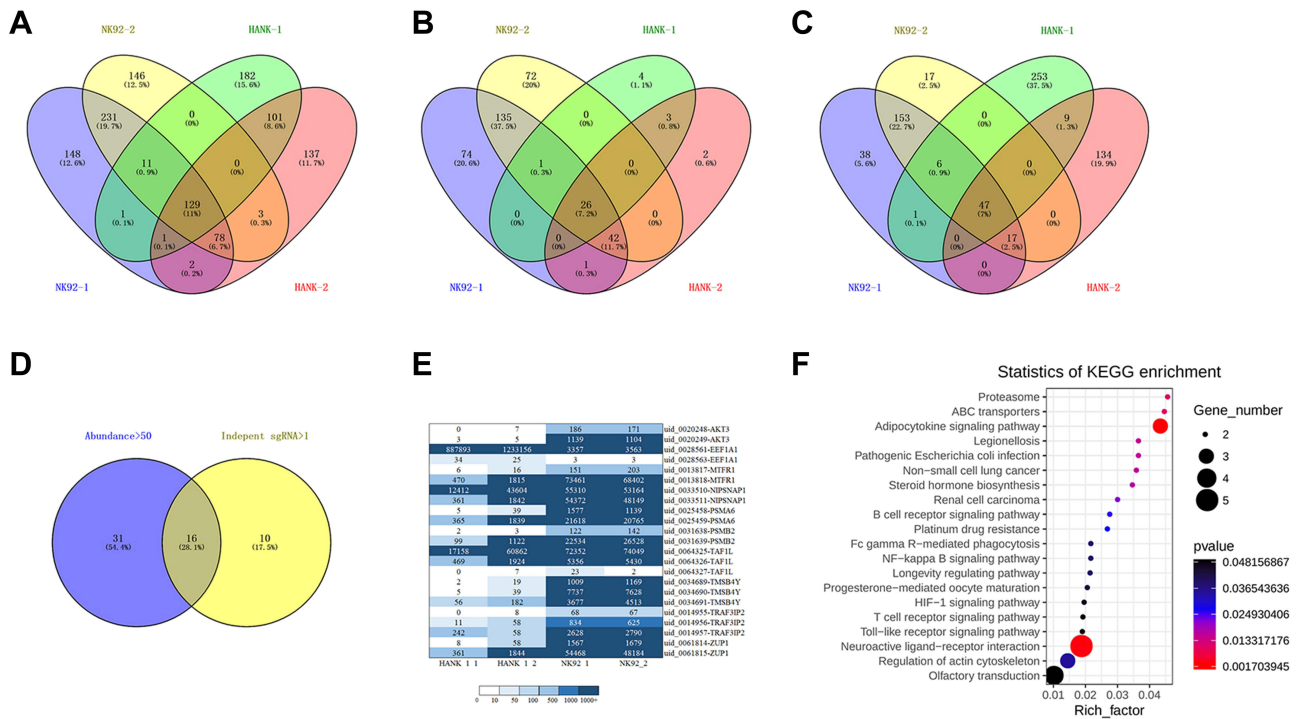 A
NK92-2
HANK-1
146
(12.5%)
182
(15.6%)
231
(19.7%)
0
(0%)
101
(8.6%)
148
(12.6%)
11
(0.9%)
0
(0%)
137
(11.7%)
129
(11%)
1
(0.1%)
3
(0.3%)
1
(0.1%)
78
(6.7%)
2
(0.2%)
NK92-1
HANK-2
B
NK92-2
HANK-1
72
(20%)
4
(1.1%)
135
(37.5%)
0
(0%)
3
(0.8%)
74
(20.6%)
1
(0.3%)
0
(0%)
2
(0.6%)
26
(7.2%)
0
(0%)
0
(0%)
0
(0%)
42
(11.7%)
1
(0.3%)
NK92-1
HANK-2
C
NK92-2
HANK-1
17
(2.5%)
253
(37.5%)
153
(22.7%)
0
(0%)
9
(1.3%)
38
(5.6%)
6
(0.9%)
0
(0%)
134
(19.9%)
47
(7%)
1
(0.1%)
0
(0%)
0
(0%)
17
(2.5%)
0
(0%)
NK92-1
HANK-2
D
Abundance>50
Indepent sgRNA>1
31
(54.4%)
16
(28.1%)
10
(17.5%)
E
0 7 186 171 uid_0020248-AKT3
3 5 1139 1104 uid_0020249-AKT3
887893 1233156 3357 3563 uid_0028561-EEF1A1
34 25 3 3 uid_0028563-EEF1A1
6 16 151 203 uid_0013817-MTFR1
470 1815 73461 68402 uid_0013818-MTFR1
12412 43604 55310 53164 uid_0033510-NIPSNAP1
361 1842 54372 48149 uid_0033511-NIPSNAP1
5 39 1577 1139 uid_0025458-PSMA6
365 1839 21618 20765 uid_0025459-PSMA6
2 3 122 142 uid_0031638-PSMB2
99 1122 22534 26528 uid_0031639-PSMB2
17158 60862 72352 74049 uid_0064325-TAF1L
469 1924 5356 5430 uid_0064326-TAF1L
0 7 23 2 uid_0064327-TAF1L
2 19 1009 1169 uid_0034689-TMSB4Y
5 39 7737 7628 uid_0034690-TMSB4Y
56 182 3677 4513 uid_0034691-TMSB4Y
0 8 68 67 uid_0014955-TRAF3IP2
11 58 834 625 uid_0014956-TRAF3IP2
242 58 2628 2790 uid_0014957-TRAF3IP2
8 58 1567 1679 uid_0061814-ZUP1
361 1844 54468 48184 uid_0061815-ZUP1
HANK_1_1 HANK_1_2 NK92_1 NK92_2
0 10 50 100 500 1000 1000+
F
Statistics of KEGG enrichment
Proteasome
ABC transporters
Adipocytokine signaling pathway
Legionellosis
Pathogenic Escherichia coli infection
Non−small cell lung cancer
Steroid hormone biosynthesis
Renal cell carcinoma
B cell receptor signaling pathway
Platinum drug resistance
Fc gamma R−mediated phagocytosis
NF−kappa B signaling pathway
Longevity regulating pathway
Progesterone−mediated oocyte maturation
HIF−1 signaling pathway
T cell receptor signaling pathway
Toll−like receptor signaling pathway
Neuroactive ligand−receptor interaction
Regulation of actin cytoskeleton
Olfactory transduction
0.01 0.02 0.03 0.04
Rich_factor
Gene_number
2
3
4
5
pvalue
0.048156867
0.036543636
0.024930406
0.013317176
0.001703945